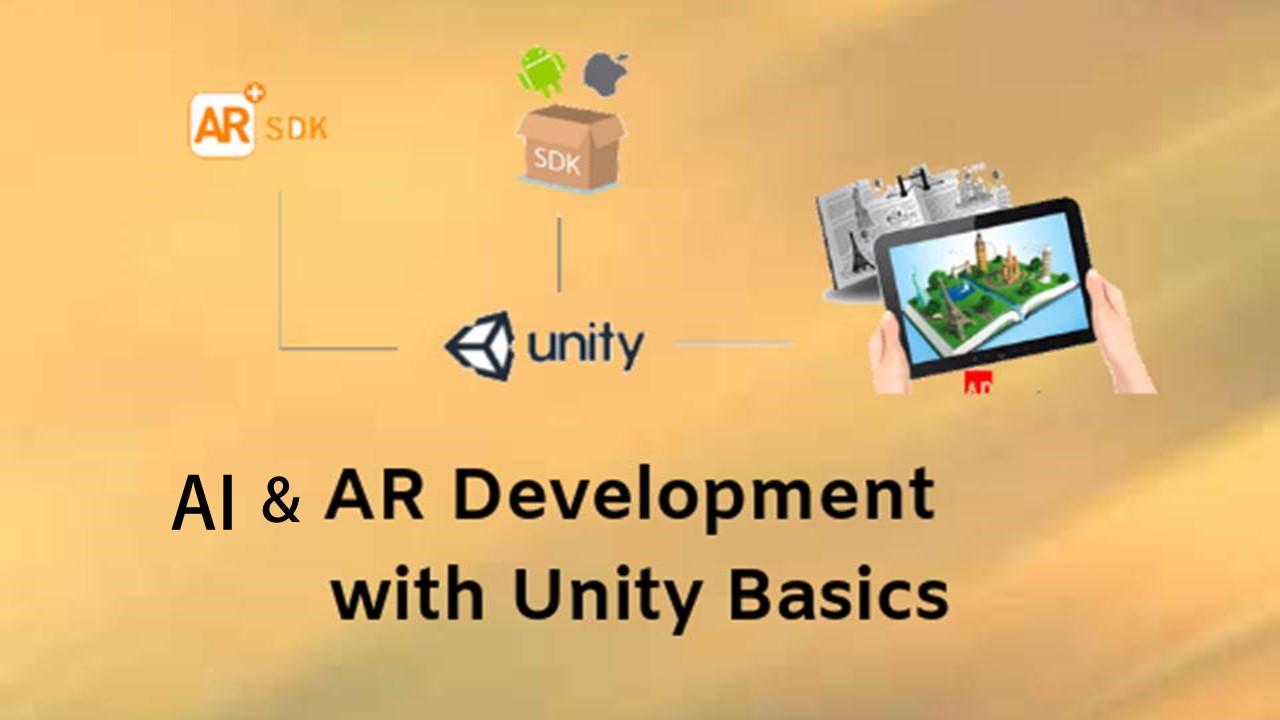 AR+ SDK
SDK
unity
AI & AR Development
with Unity Basics